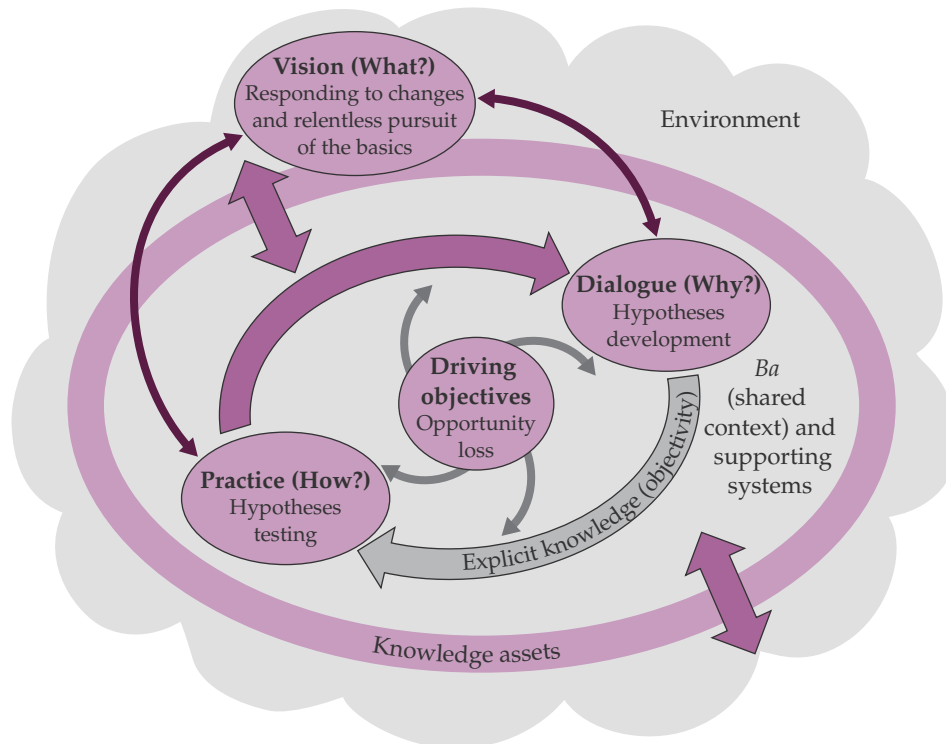 Vision (What?)
Responding to changes
and relentless pursuit
of the basics
Environment
Dialogue (Why?)
Hypotheses
development
Driving
objectives
Opportunity
loss
Ba
(shared
context) and
supporting
systems
Practice (How?)
Hypotheses
testing
Explicit knowledge (objectivity)
Knowledge assets